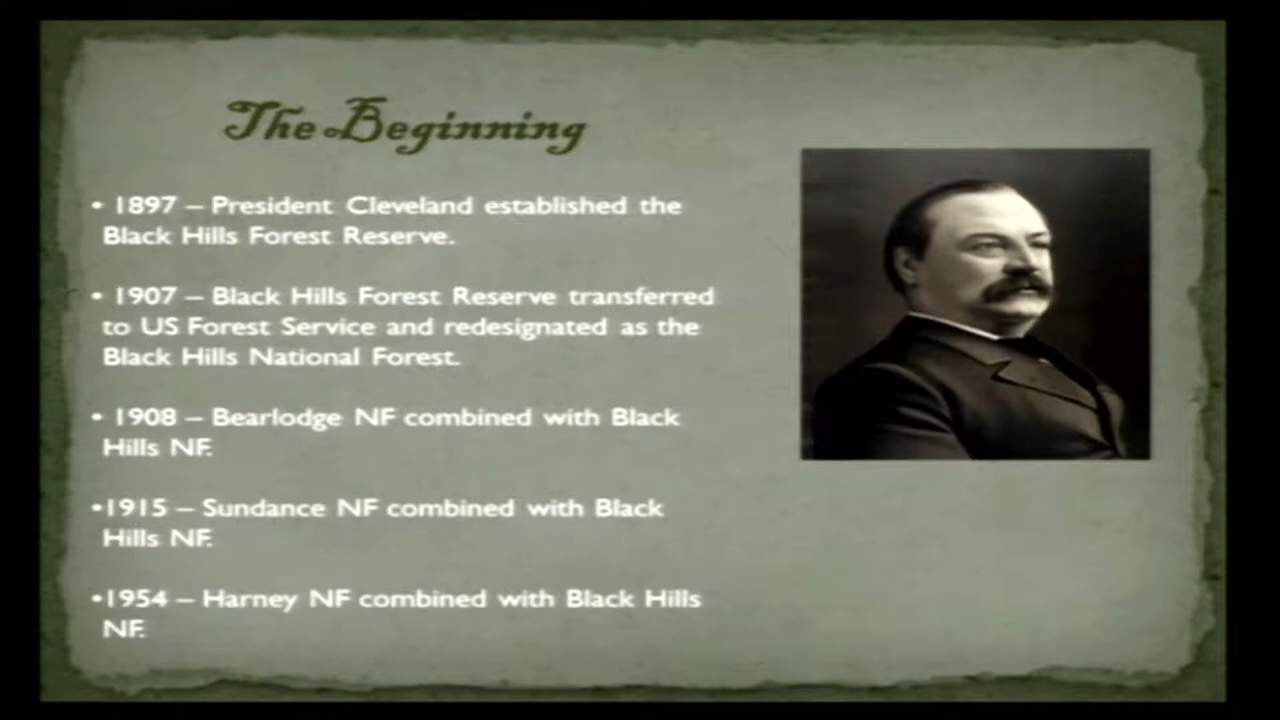 The Beginning
• 1897 – President Cleveland established the
Black Hills Forest Reserve.
• 1907 – Black Hills Forest Reserve transferred
to US Forest Service and redesignated as the
Black Hills National Forest.
• 1908 – Bearlodge NF combined with Black
Hills NF.
•1915 – Sundance NF combined with Black
Hills NF.
•1954 – Harney NF combined with Black Hills
NF.